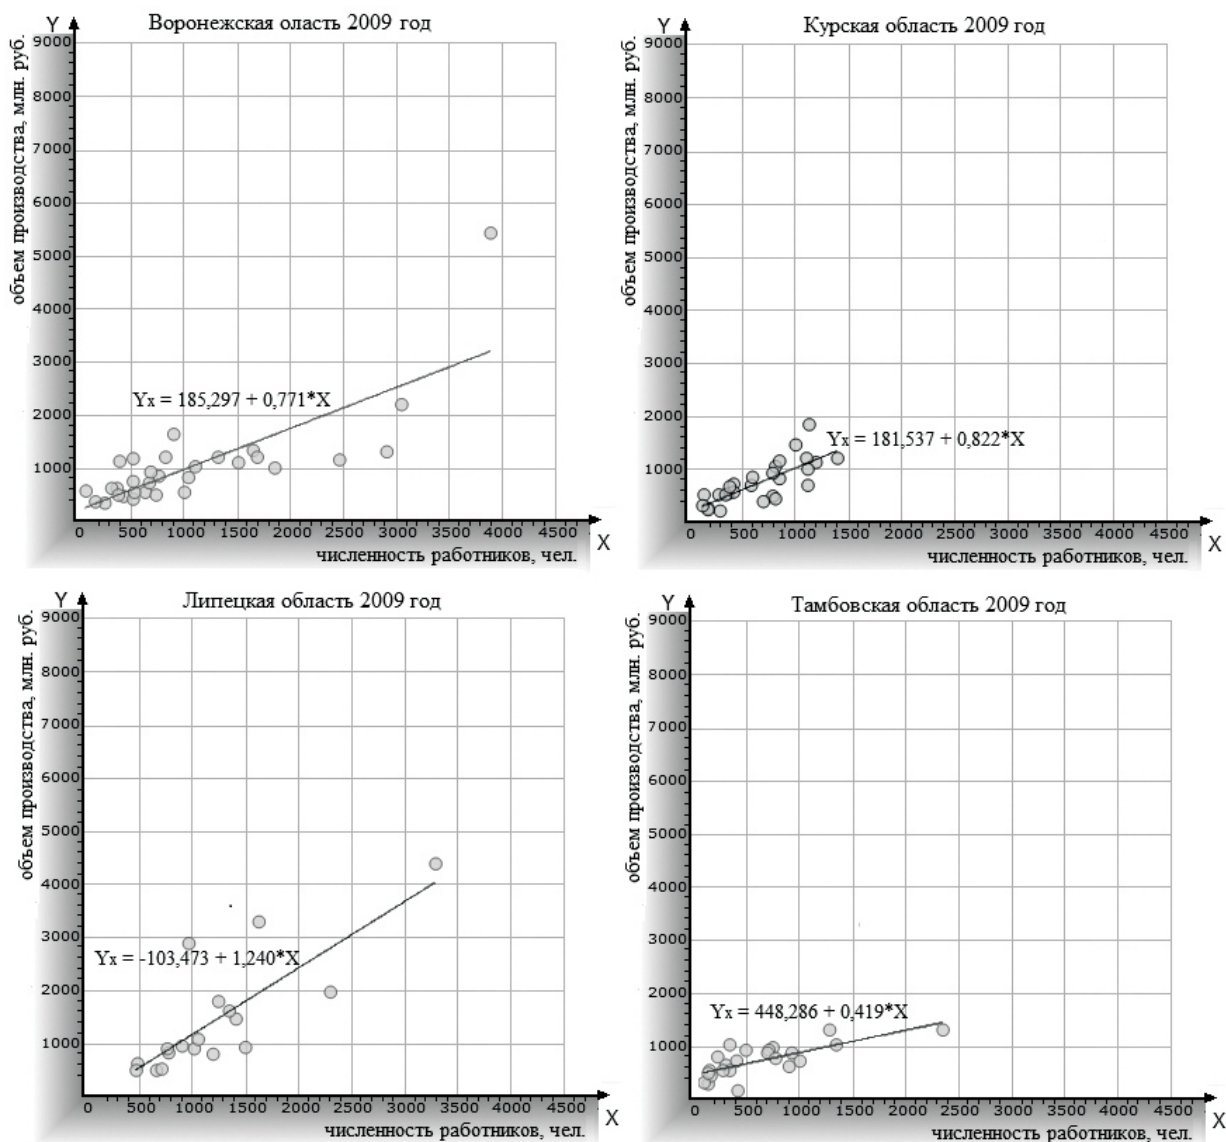 Воронежская оласть 2009 год
Y
объем производства, млн. руб.
9000
8000
7000
6000
5000
4000
3000
2000
1000
Yx = 185,297 + 0,771*X
0 500 1000 1500 2000 2500 3000 3500 4000 4500
X
численность работников, чел.
Курская область 2009 год
Y
объем производства, млн. руб.
9000
8000
7000
6000
5000
4000
3000
2000
1000
Yx = 181,537 + 0,822*X
0 500 1000 1500 2000 2500 3000 3500 4000 4500
X
численность работников, чел.
Липецкая область 2009 год
Y
объем производства, млн. руб.
9000
8000
7000
6000
5000
4000
3000
2000
1000
Yx = -103,473 + 1,240*X
0 500 1000 1500 2000 2500 3000 3500 4000 4500
X
численность работников, чел.
Тамбовская область 2009 год
Y
объем производства, млн. руб.
9000
8000
7000
6000
5000
4000
3000
2000
1000
Yx = 448,286 + 0,419*X
0 500 1000 1500 2000 2500 3000 3500 4000 4500
X
численность работников, чел.